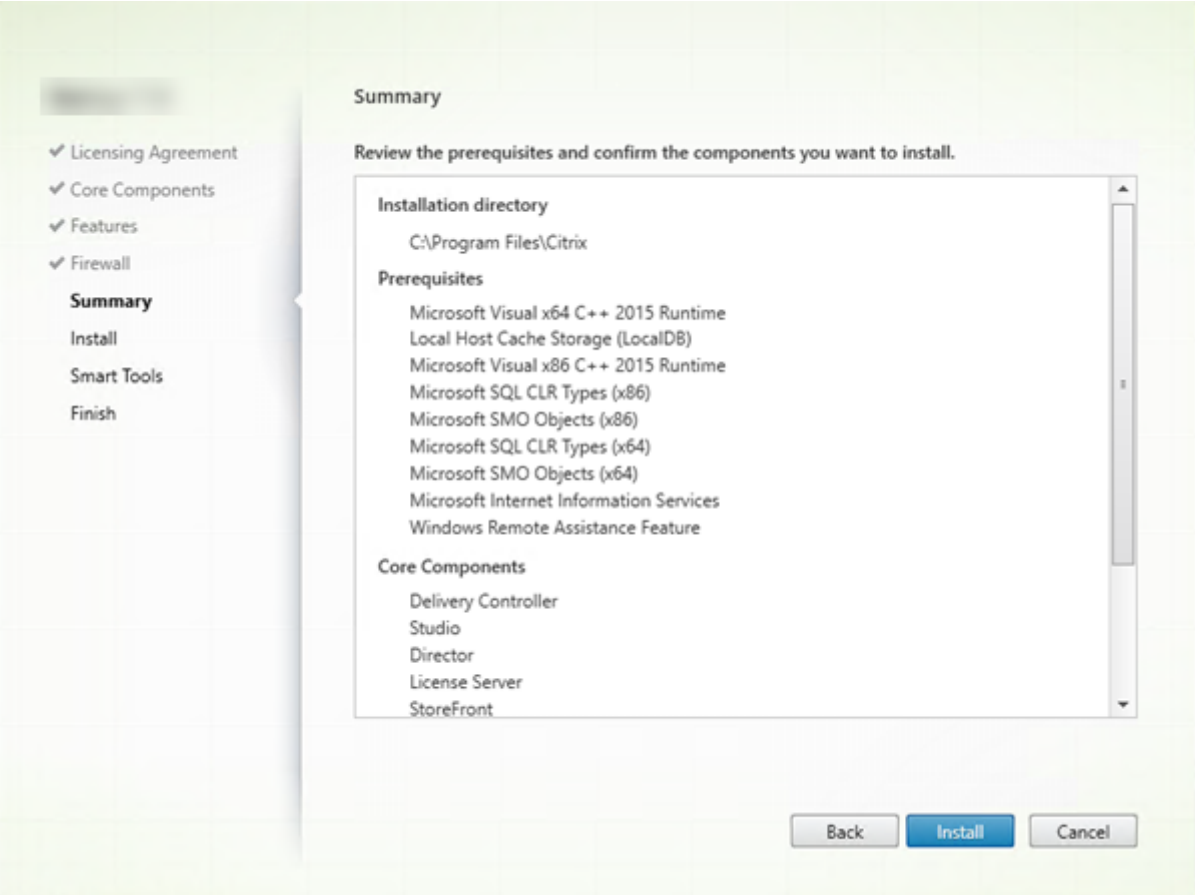 Summary
✔ Licensing Agreement
✔ Core Components
✔ Features
✔ Firewall
Summary
Install
Smart Tools
Finish
Review the prerequisites and confirm the components you want to install.
Installation directory
C:\Program Files\Citrix
Prerequisites
Microsoft Visual x64 C++ 2015 Runtime
Local Host Cache Storage (LocalDB)
Microsoft Visual x86 C++ 2015 Runtime
Microsoft SQL CLR Types (x86)
Microsoft SMO Objects (x86)
Microsoft SQL CLR Types (x64)
Microsoft SMO Objects (x64)
Microsoft Internet Information Services
Windows Remote Assistance Feature
Core Components
Delivery Controller
Studio
Director
License Server
StoreFront
Back
Install
Cancel